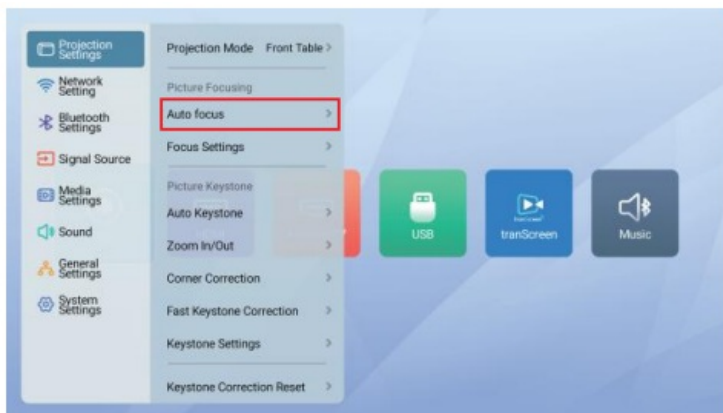 Projection
Settings
Network
Setting
Bluetooth
Settings
Signal Source
Media
Settings
Sound
General
Settings
System
Settings
Projection Mode Front Table >
Picture Focusing
Auto focus >
Focus Settings >
Picture Keystone
Auto Keystone >
Zoom In/Out >
Corner Correction >
Fast Keystone Correction >
Keystone Settings >
Keystone Correction Reset >
USB
tranScreen
Music